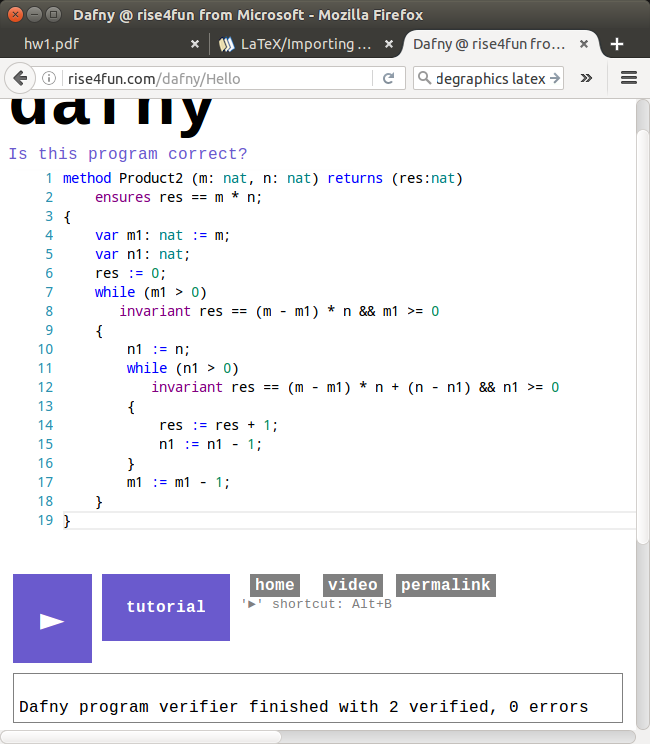 Dafny @ rise4fun from Microsoft - Mozilla Firefox
hw1.pdf × LaTeX/Importing ... × Dafny @ rise4fun fro... × +
rise4fun.com/dafny/Hello degraphics latex
dafny
Is this program correct?
1 method Product2 (m: nat, n: nat) returns (res:nat)
2 ensures res == m * n;
3 {
4 var m1: nat := m;
5 var n1: nat;
6 res := 0;
7 while (m1 > 0)
8 invariant res == (m - m1) * n && m1 >= 0
9 {
10 n1 := n;
11 while (n1 > 0)
12 invariant res == (m - m1) * n + (n - n1) && n1 >= 0
13 {
14 res := res + 1;
15 n1 := n1 - 1;
16 }
17 m1 := m1 - 1;
18 }
19 }
home video permalink
tutorial
'►' shortcut: Alt+B
Dafny program verifier finished with 2 verified, 0 errors